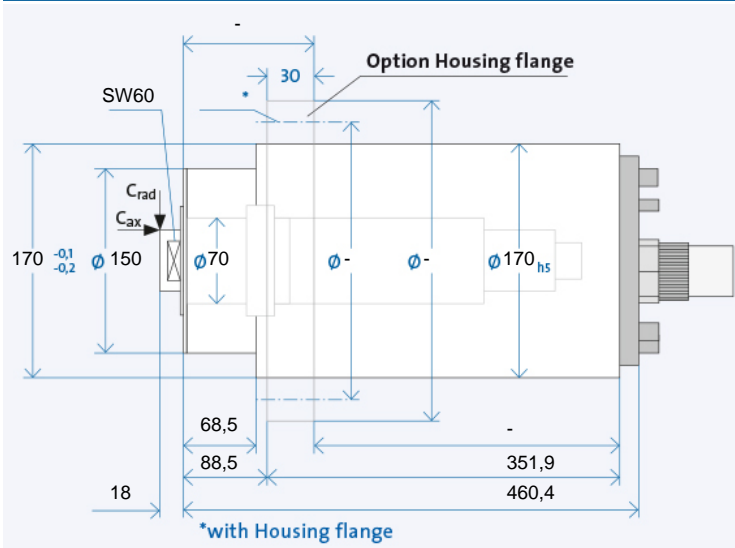 -
Option Housing flange
30
SW60
*
Crad
Cax
170 -0,1 -0,2
Ø 150
Ø70
Ø-
Ø-
Ø170 h5
68,5
-
88,5
351,9
18
460,4
*with Housing flange